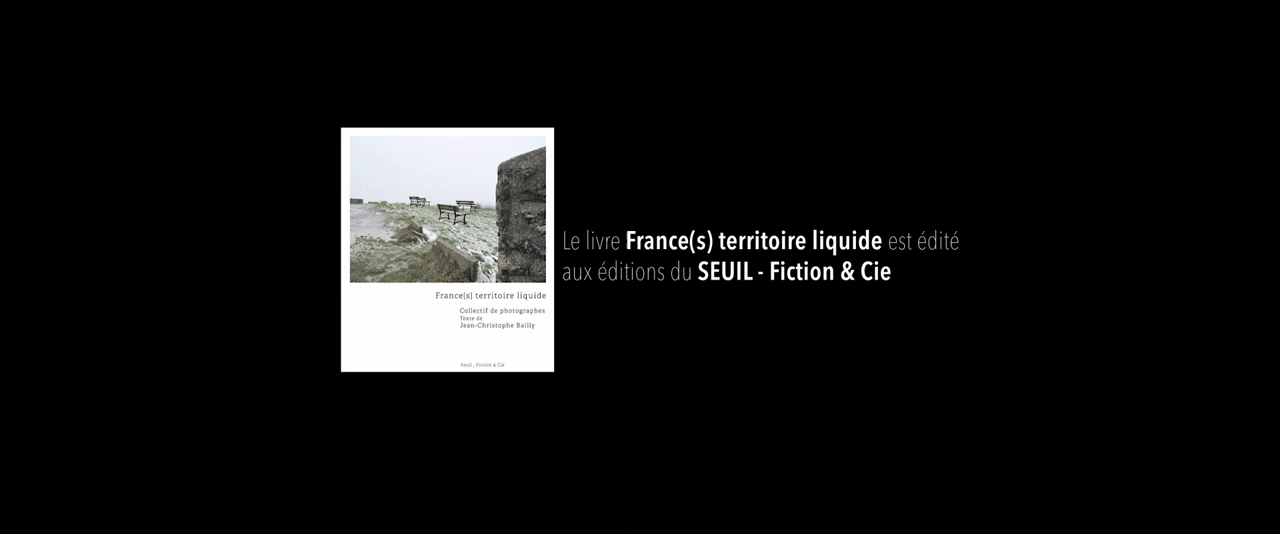 France[s] territoire liquide
Collectif de photographes
Texte de
Jean-Christophe Bailly
Seuil | Fiction & Cie
Le livre France(s) territoire liquide est édité
aux éditions du SEUIL - Fiction & Cie